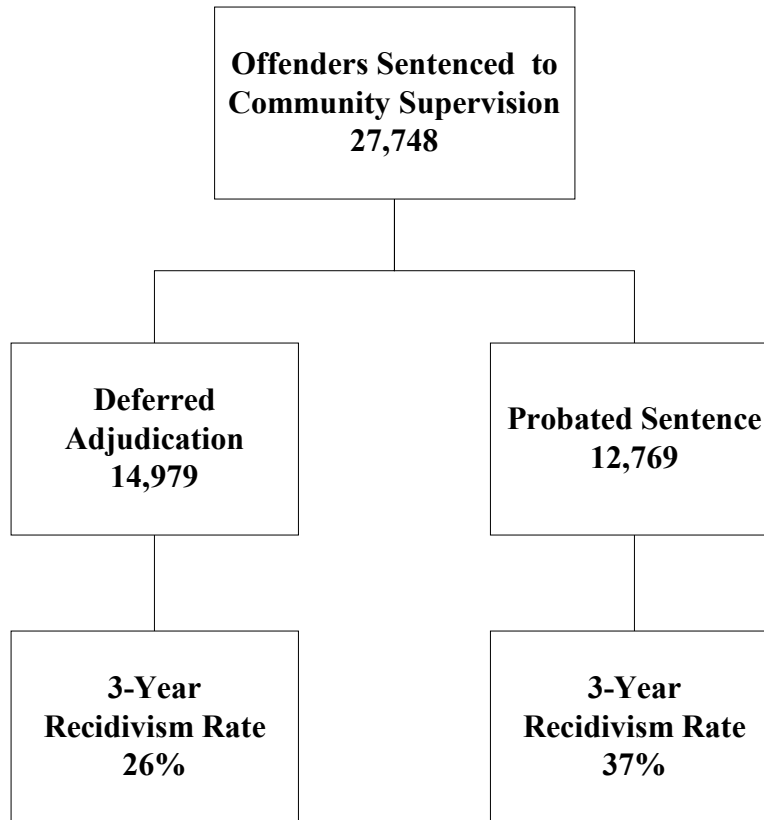 Offenders Sentenced to
Community Supervision
27,748
Deferred
Adjudication
14,979
Probated Sentence
12,769
3-Year
Recidivism Rate
26%
3-Year
Recidivism Rate
37%